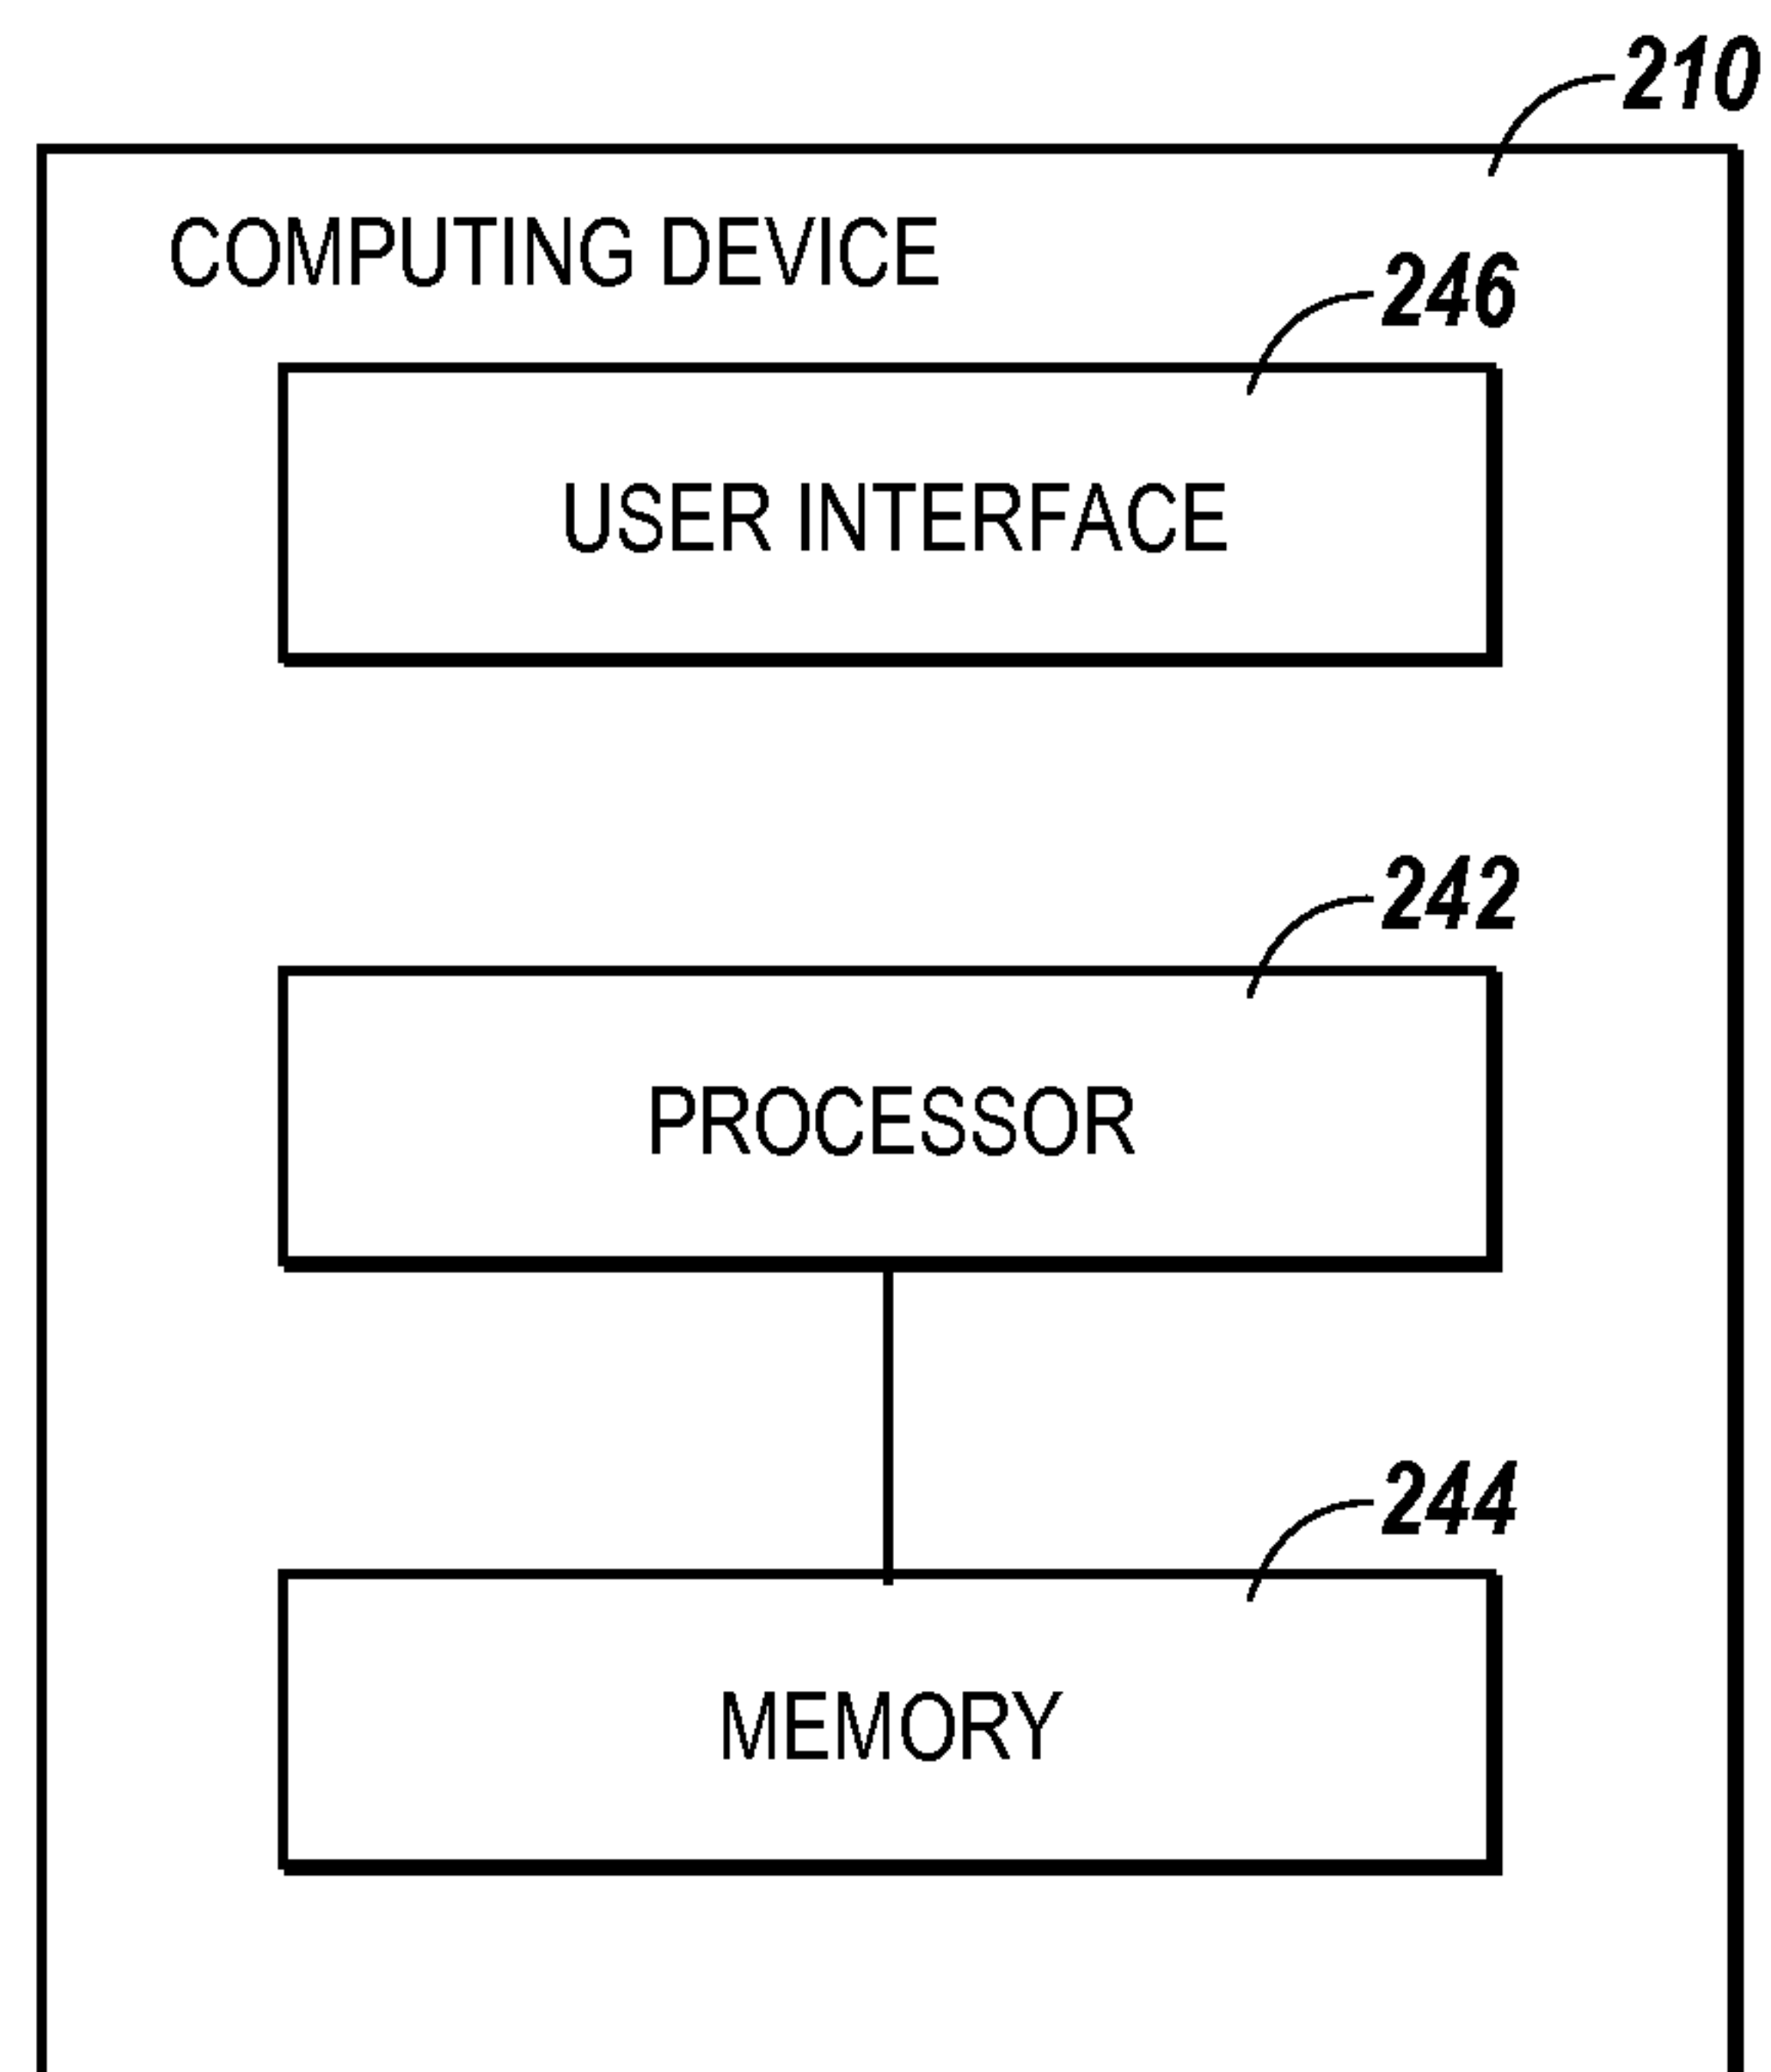 210
COMPUTING DEVICE
246
USER INTERFACE
242
PROCESSOR
244
MEMORY